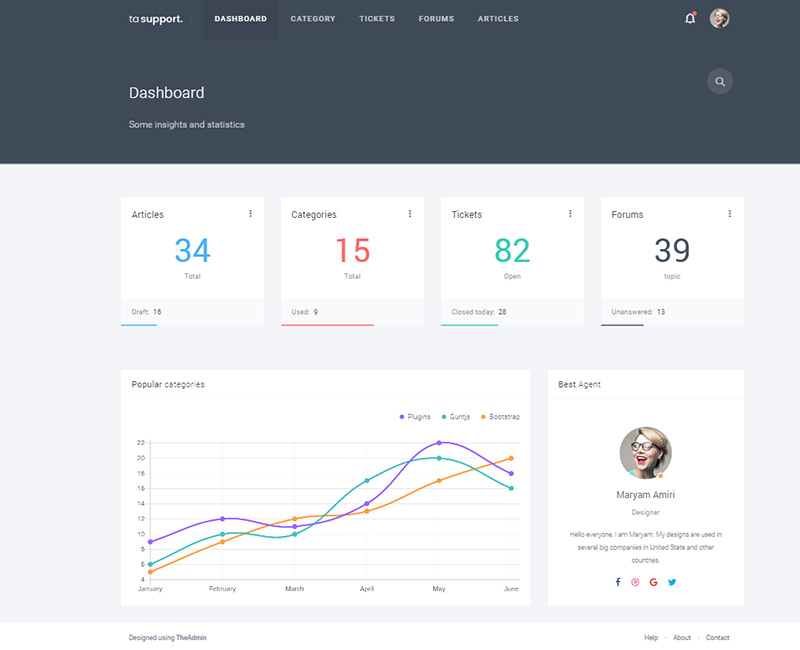 ta support. DASHBOARD CATEGORY TICKETS FORUMS ARTICLES
Dashboard
Some insights and statistics
Articles
34
Total
Draft: 16
Categories
15
Total
Used: 9
Tickets
82
Open
Closed today: 28
Forums
39
topic
Unanswered: 13
Popular categories
Plugins Guntjs Bootstrap
22
20
18
16
14
12
10
8
6
4
January February March April May June
Best Agent
Maryam Amiri
Designer
Hello everyone, I am Maryam. My designs are used in
several big companies in United State and other
countries.
Designed using TheAdmin
Help About Contact